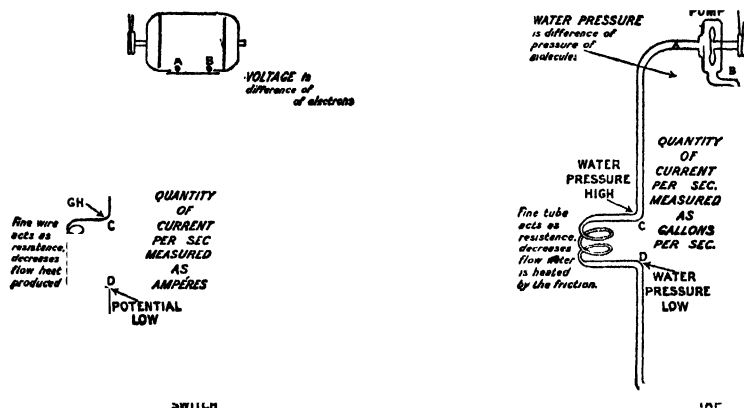 A B
VOLTAGE is
difference of
of electrons
GH
C
Fine wire
acts as
resistance,
decreases
flow heat
produced
QUANTITY
OF
CURRENT
PER SEC
MEASURED
AS
AMPÉRES
D
POTENTIAL
LOW
SWITCH
PUMP
WATER PRESSURE
is difference of
pressure of
molecules
A
B
WATER
PRESSURE
HIGH
QUANTITY
OF
CURRENT
PER SEC.
MEASURED
AS
GALLONS
PER SEC.
Fine tube
acts as
resistance,
decreases
flow water
is heated
by the friction.
C
D
WATER
PRESSURE
LOW